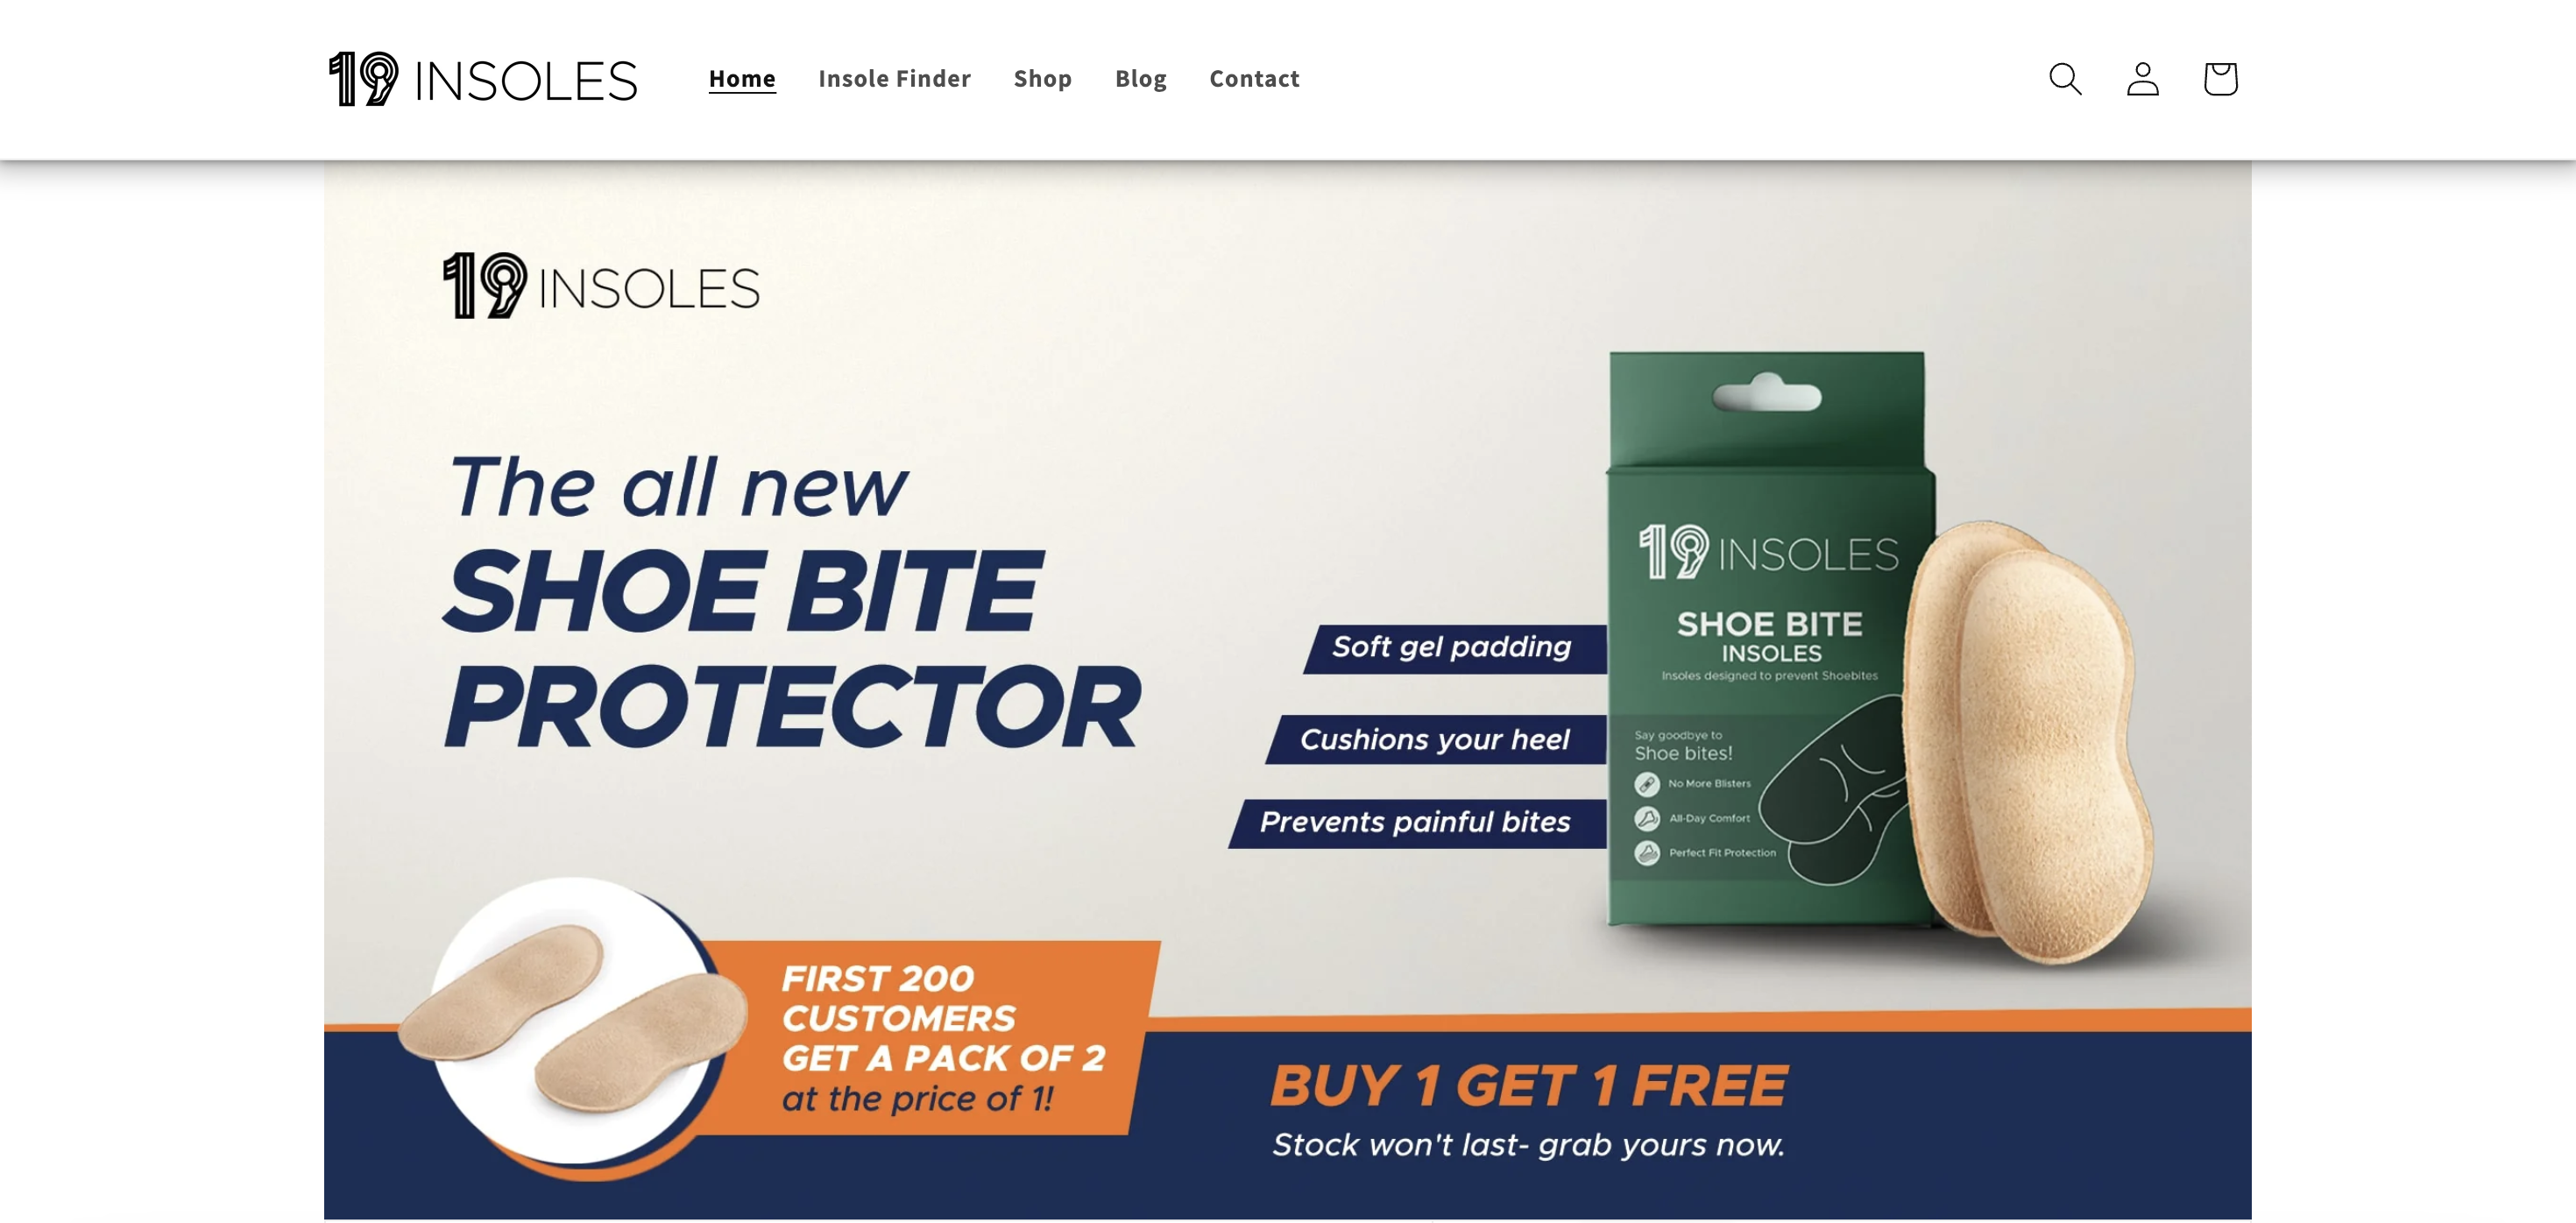 19 INSOLES
Home Insole Finder Shop Blog Contact
19 INSOLES
The all new
SHOE BITE
PROTECTOR
Soft gel padding
Cushions your heel
Prevents painful bites
19 INSOLES
SHOE BITE
INSOLES
Insoles designed to prevent Shoebites
Say goodbye to
Shoe bites!
No More Blisters
All-Day Comfort
Perfect Fit Protection
FIRST 200
CUSTOMERS
GET A PACK OF 2
at the price of 1!
BUY 1 GET 1 FREE
Stock won't last- grab yours now.